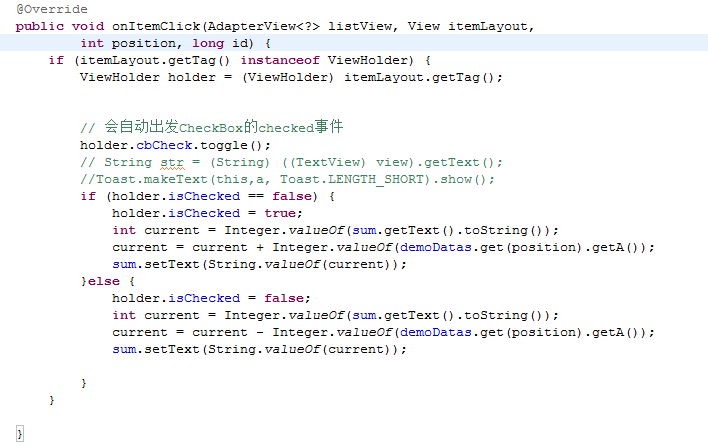 @Override
public void onItemClick(AdapterView<?> listView, View itemLayout,
int position, long id) {
if (itemLayout.getTag() instanceof ViewHolder) {
ViewHolder holder = (ViewHolder) itemLayout.getTag();
// 会自动出发CheckBox的checked事件
holder.cbCheck.toggle();
// String str = (String) ((TextView) view).getText();
//Toast.makeText(this,a, Toast.LENGTH_SHORT).show();
if (holder.isChecked == false) {
holder.isChecked = true;
int current = Integer.valueOf(sum.getText().toString());
current = current + Integer.valueOf(demoDatas.get(position).getA());
sum.setText(String.valueOf(current));
}else {
holder.isChecked = false;
int current = Integer.valueOf(sum.getText().toString());
current = current - Integer.valueOf(demoDatas.get(position).getA());
sum.setText(String.valueOf(current));
}
}
}